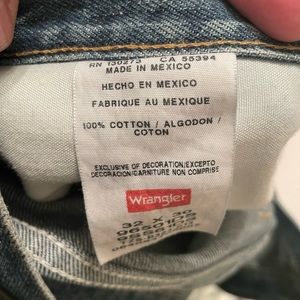 RN 130273 CA 55394
MADE IN MEXICO
HECHO EN MEXICO
FABRIQUE AU MEXIQUE
100% COTTON / ALGODON /
COTON
EXCLUSIVE OF DECORATION/EXCEPTO
DECORACION/GARNITURE NON COMPRISE
Wrangler